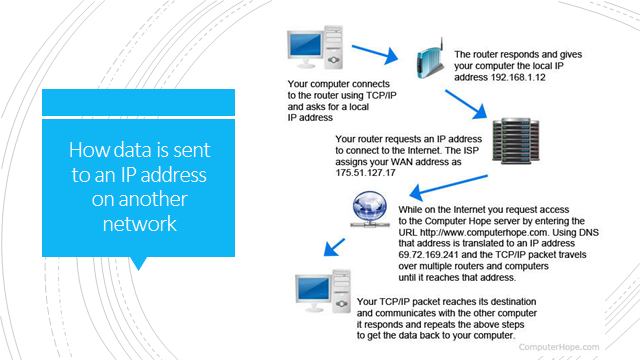 How data is sent
to an IP address
on another
network
Your computer connects
to the router using TCP/IP
and asks for a local
IP address
The router responds and gives
your computer the local IP
address 192.168.1.12
Your router requests an IP address
to connect to the Internet. The ISP
assigns your WAN address as
175.51.127.17
While on the Internet you request access
to the Computer Hope server by entering the
URL http://www.computerhope.com. Using DNS
that address is translated to an IP address
69.72.169.241 and the TCP/IP packet travels
over multiple routers and computers
until it reaches that address.
Your TCP/IP packet reaches its destination
and communicates with the other computer
it responds and repeats the above steps
to get the data back to your computer.
ComputerHope.com